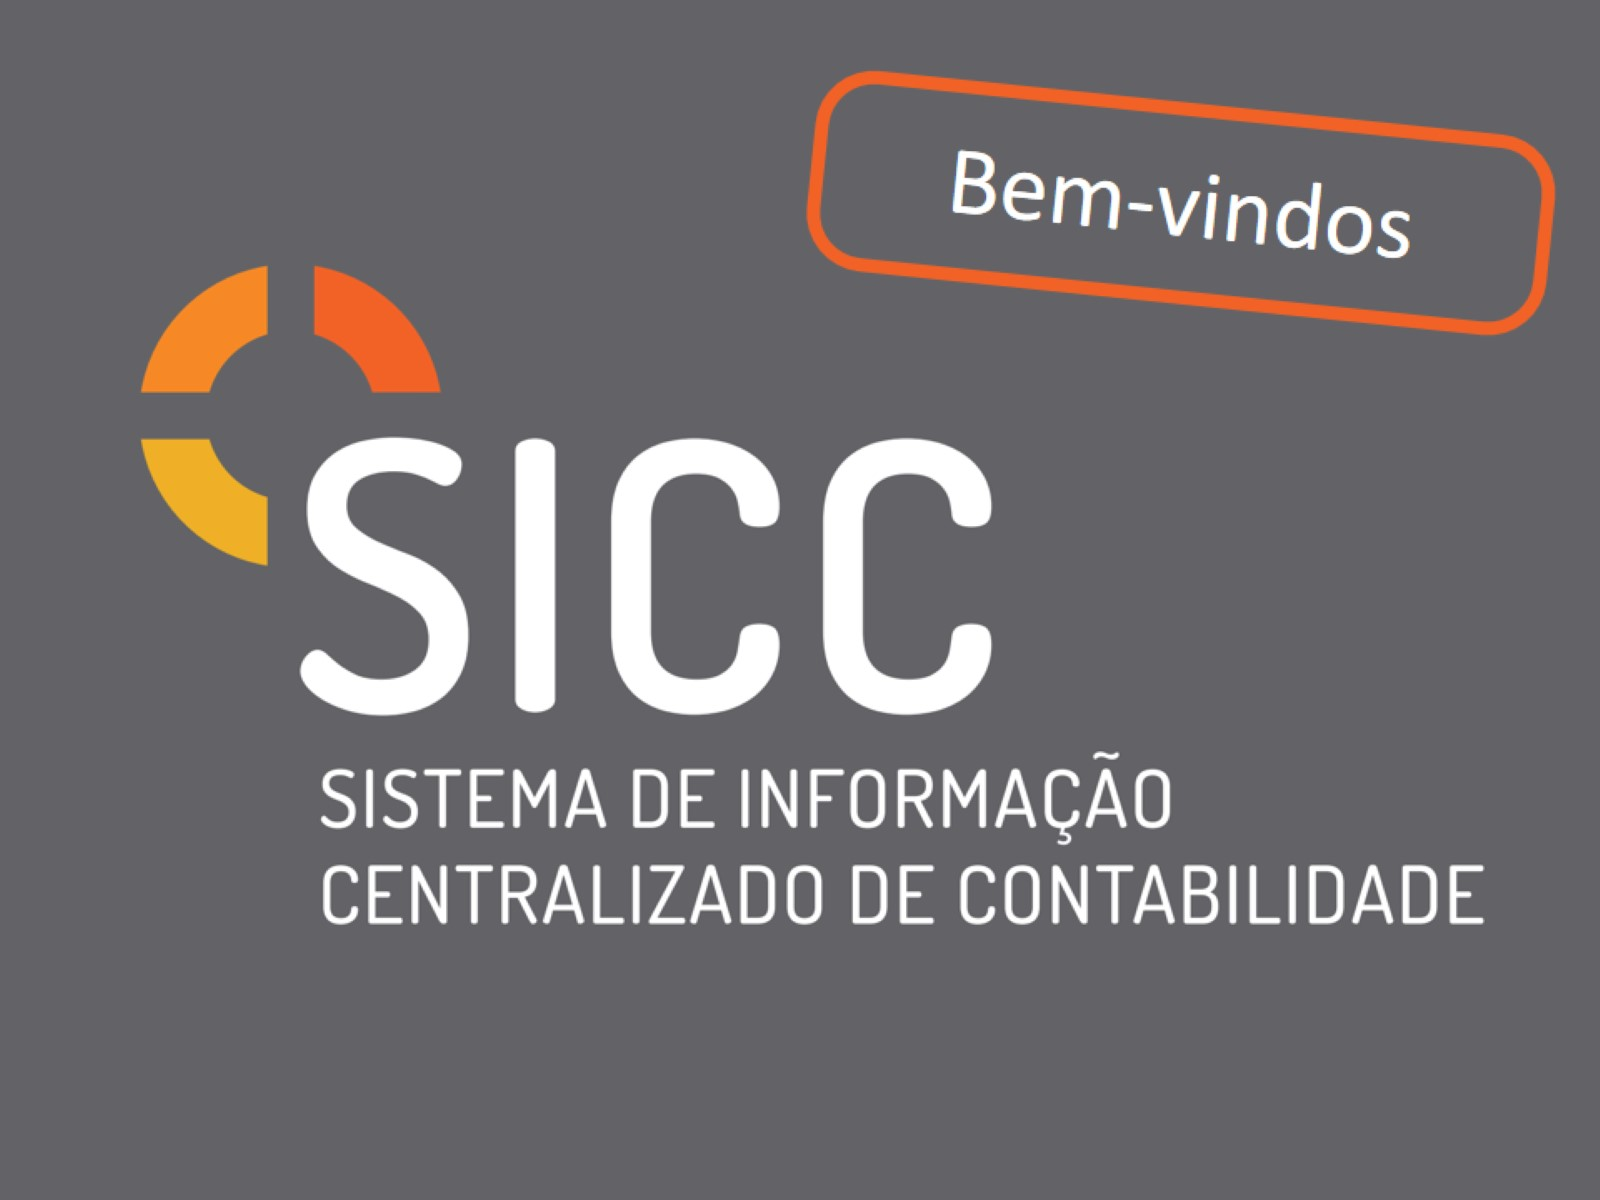 Bem-vindos
SICC
SISTEMA DE INFORMAÇÃO
CENTRALIZADO DE CONTABILIDADE